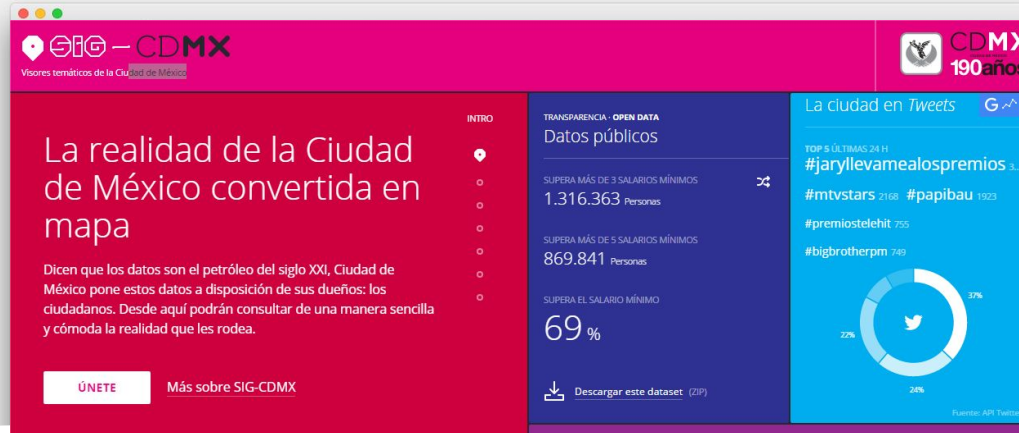 SIG – CDMX
Visores temáticos de la Ciudad de México
CDMX
190años
INTRO
La realidad de la Ciudad
de México convertida en
mapa
Dicen que los datos son el petróleo del siglo XXI, Ciudad de
México pone estos datos a disposición de sus dueños: los
ciudadanos. Desde aquí podrán consultar de una manera sencilla
y cómoda la realidad que les rodea.
ÚNETE
Más sobre SIG-CDMX
TRANSPARENCIA · OPEN DATA
Datos públicos
SUPERA MÁS DE 3 SALARIOS MÍNIMOS
1.316.363 Personas
SUPERA MÁS DE 5 SALARIOS MÍNIMOS
869.841 Personas
SUPERA EL SALARIO MÍNIMO
69 %
Descargar este dataset (ZIP)
La ciudad en Tweets
G
TOP 5 ÚLTIMAS 24 H
#jaryllevamealospremios 3...
#mtvstars 2168 #papibau 1923
#premiostelehit 755
#bigbrotherpm 749
37%
22%
24%
Fuente: API Twitte